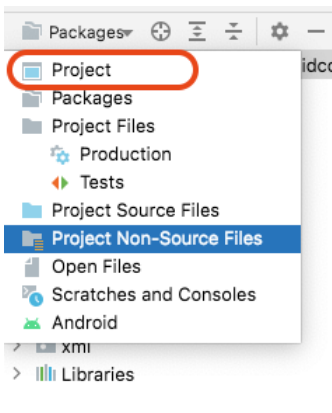 Packages
Project
idco
Packages
Project Files
Production
Tests
Project Source Files
Project Non-Source Files
Open Files
Scratches and Consoles
Android
xml
Libraries